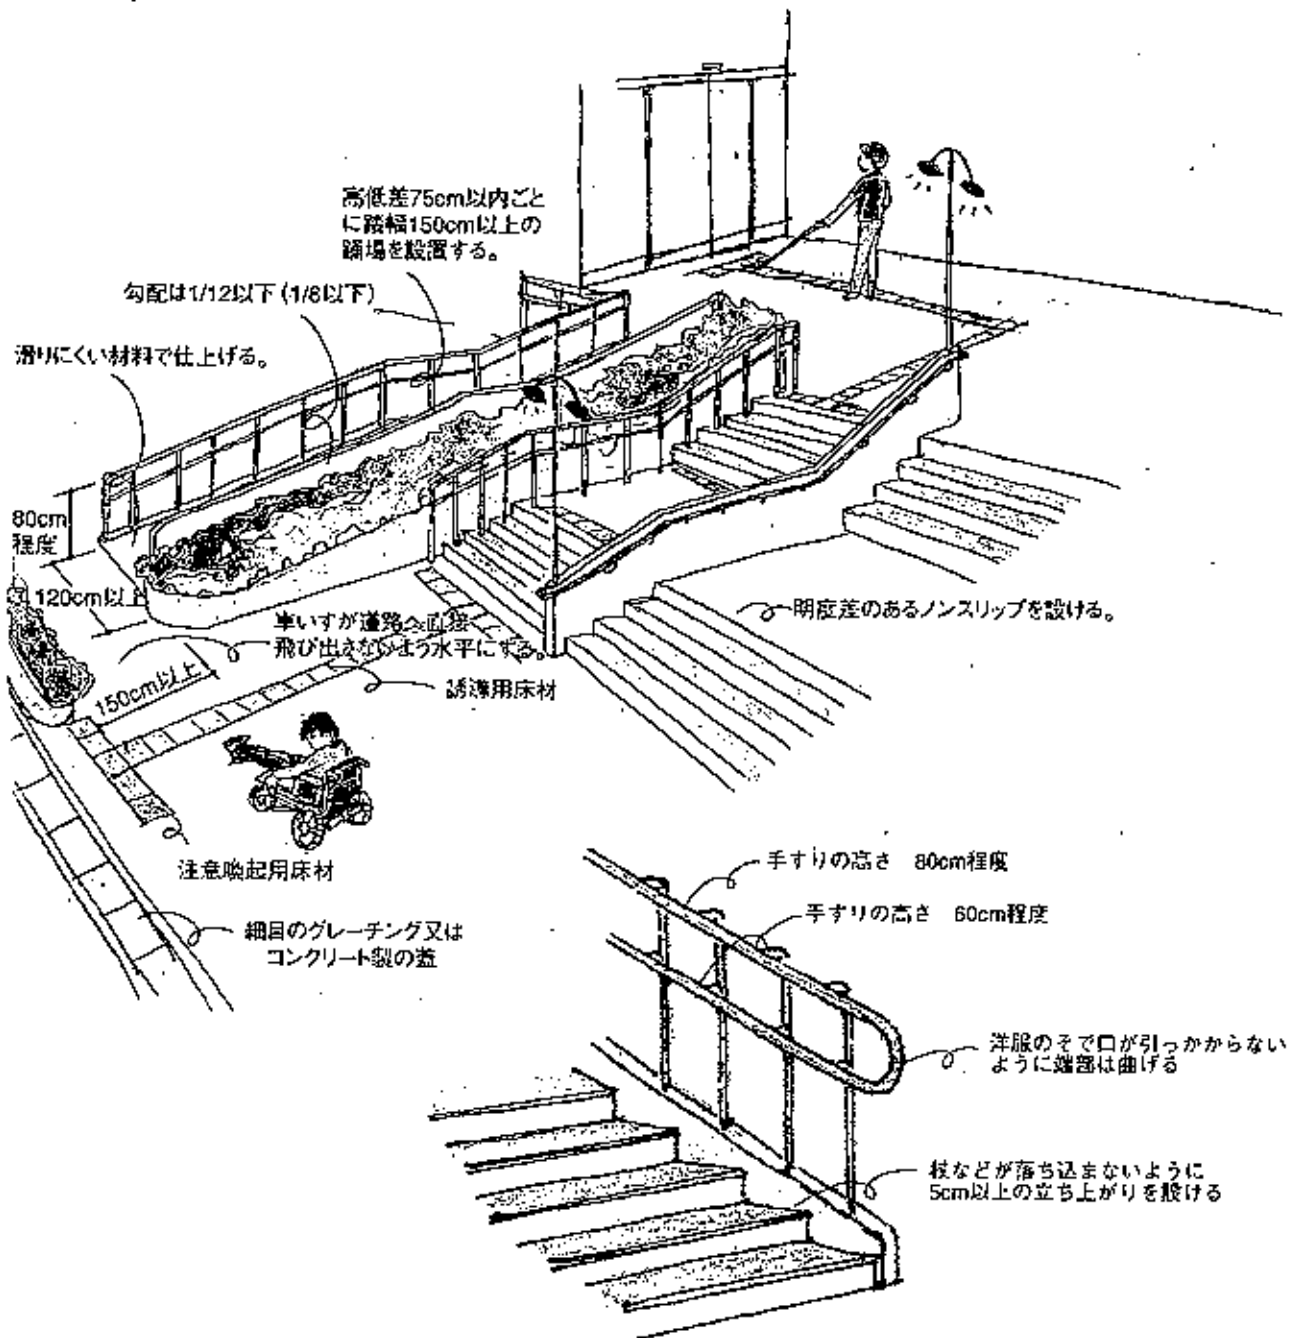 高低差75cm以内ごと
に踏幅150cm以上の
踊場を設置する。
勾配は1/12以下(1/8以下)
滑りにくい材料で仕上げる。
80cm
程度
120cm以上
車いすが道路へ直接
飛び出さないよう水平にする。
150cm以上
誘導用床材
明度差のあるノンスリップを設ける。
注意喚起用床材
細目のグレーチング又は
コンクリート製の蓋
手すりの高さ 80cm程度
手すりの高さ 60cm程度
洋服のそで口が引っかからない
ように端部は曲げる
杖などが落ち込まないように
5cm以上の立ち上がりを設ける